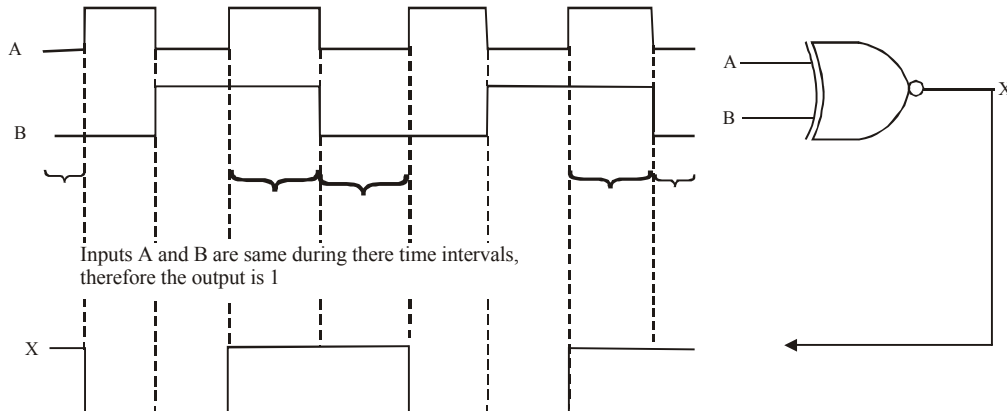 A
A
X
B
B
Inputs A and B are same during there time intervals,
therefore the output is 1
X